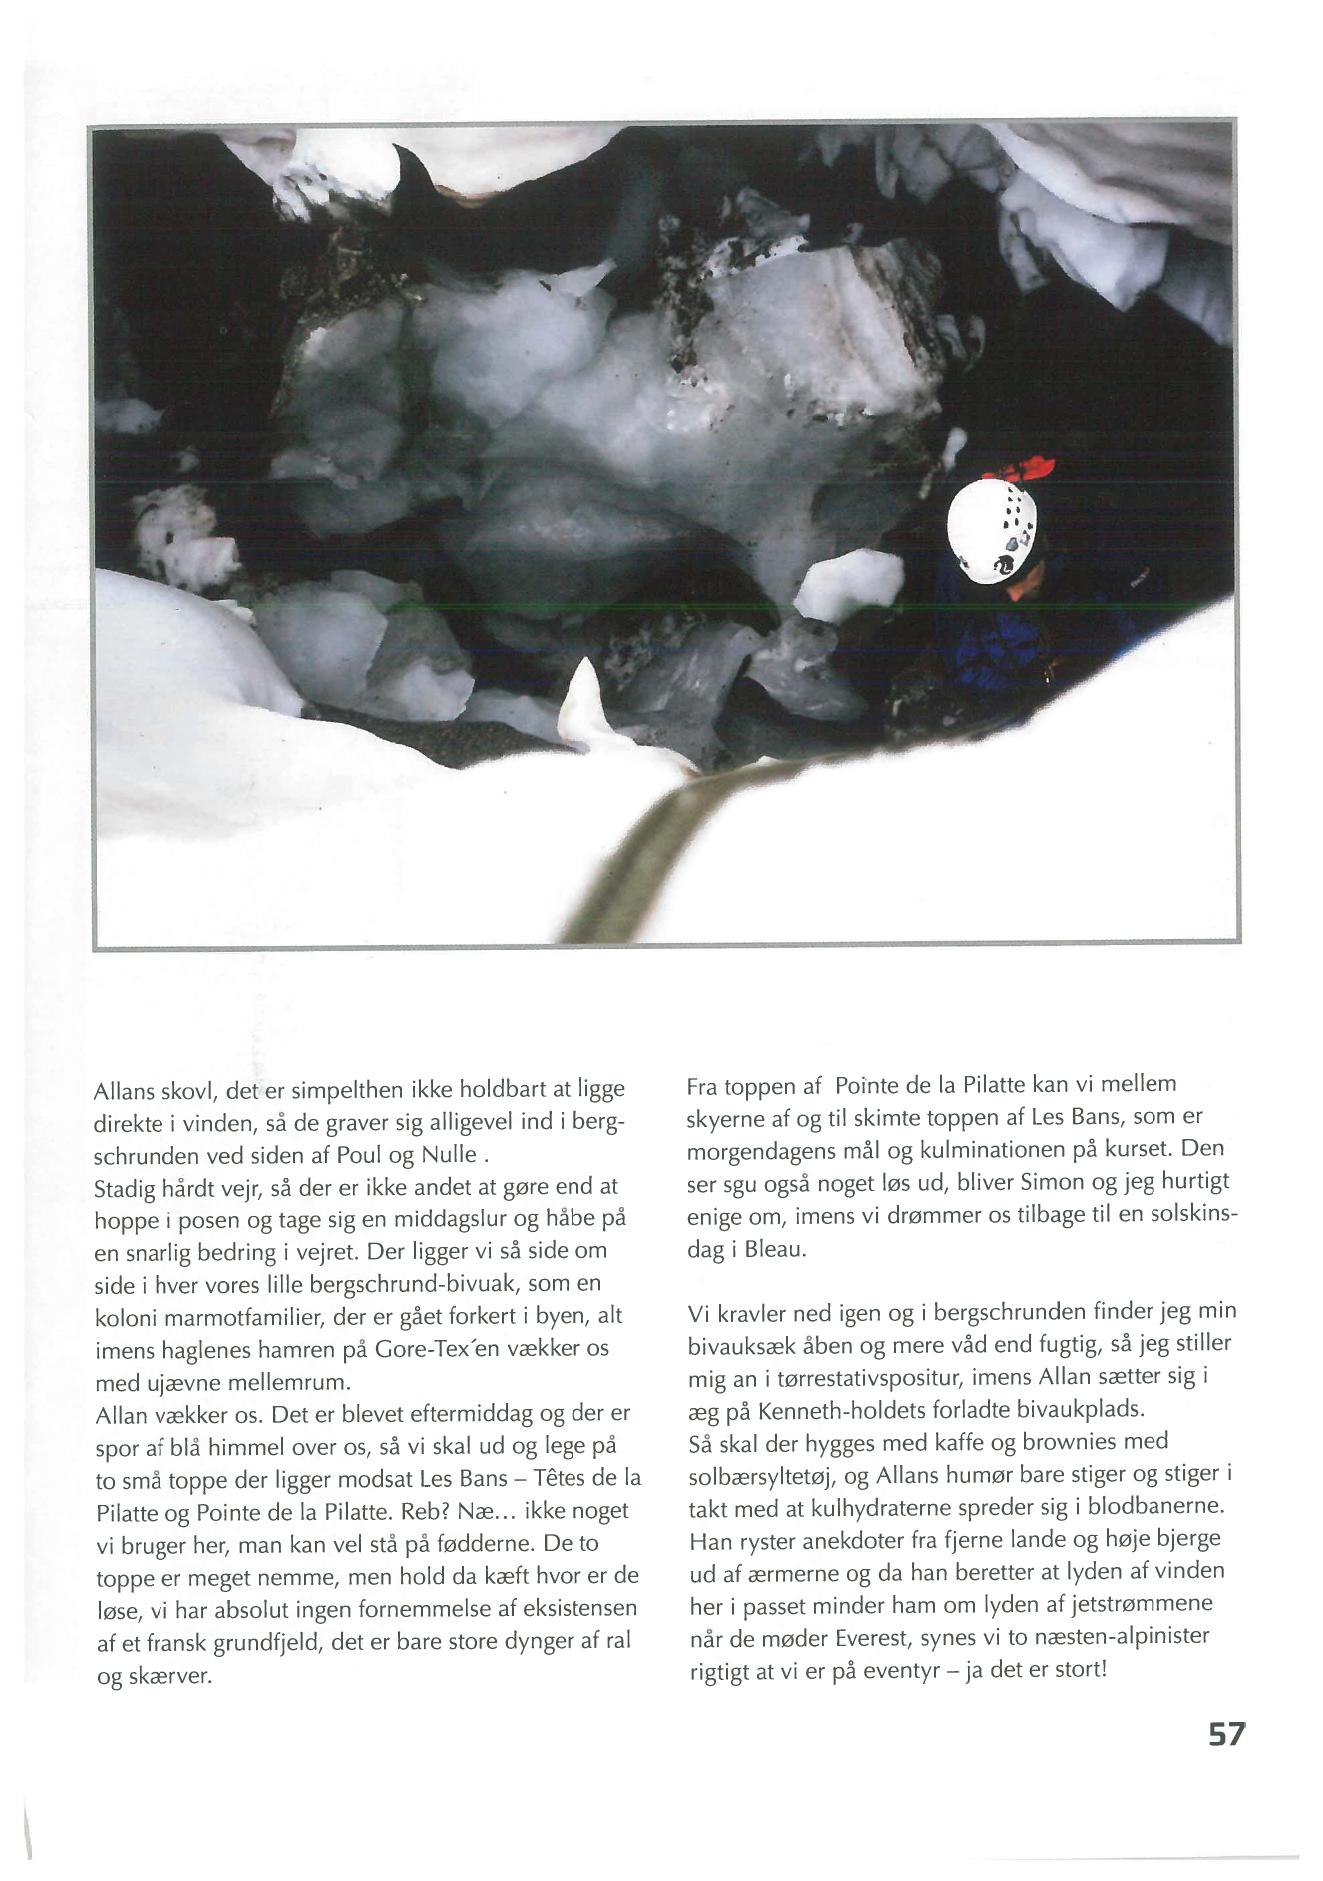 Allans skovl, det er simpelthen ikke holdbart at ligge
direkte i vinden, så de graver sig alligevel ind i berg-
schrunden ved siden af Poul og Nulle .
Stadig hårdt vejr, så der er ikke andet at gøre end at
hoppe i posen og tage sig en middagslur og håbe på
en snarlig bedring i vejret. Der ligger vi så side om
side i hver vores lille bergschrund-bivuak, som en
koloni marmotfamilier, der er gået forkert i byen, alt
imens haglenes hamren på Gore-Tex´en vækker os
med ujævne mellemrum.
Allan vækker os. Det er blevet eftermiddag og der er
spor af blå himmel over os, så vi skal ud og lege på
to små toppe der ligger modsat Les Bans – Têtes de la
Pilatte og Pointe de la Pilatte. Reb? Næ... ikke noget
vi bruger her, man kan vel stå på fødderne. De to
toppe er meget nemme, men hold da kæft hvor er de
løse, vi har absolut ingen fornemmelse af eksistensen
af et fransk grundfjeld, det er bare store dynger af ral
og skærver.
Fra toppen af Pointe de la Pilatte kan vi mellem
skyerne af og til skimte toppen af Les Bans, som er
morgendagens mål og kulminationen på kurset. Den
ser sgu også noget løs ud, bliver Simon og jeg hurtigt
enige om, imens vi drømmer os tilbage til en solskins-
dag i Bleau.
Vi kravler ned igen og i bergschrunden finder jeg min
bivauksæk åben og mere våd end fugtig, så jeg stiller
mig an i tørrestativspositur, imens Allan sætter sig i
æg på Kenneth-holdets forladte bivaukplads.
Så skal der hygges med kaffe og brownies med
solbærsyltetøj, og Allans humør bare stiger og stiger i
takt med at kulhydraterne spreder sig i blodbanerne.
Han ryster anekdoter fra fjerne lande og høje bjerge
ud af ærmerne og da han beretter at lyden af vinden
her i passet minder ham om lyden af jetstrømmene
når de møder Everest, synes vi to næsten-alpinister
rigtigt at vi er på eventyr – ja det er stort!
57